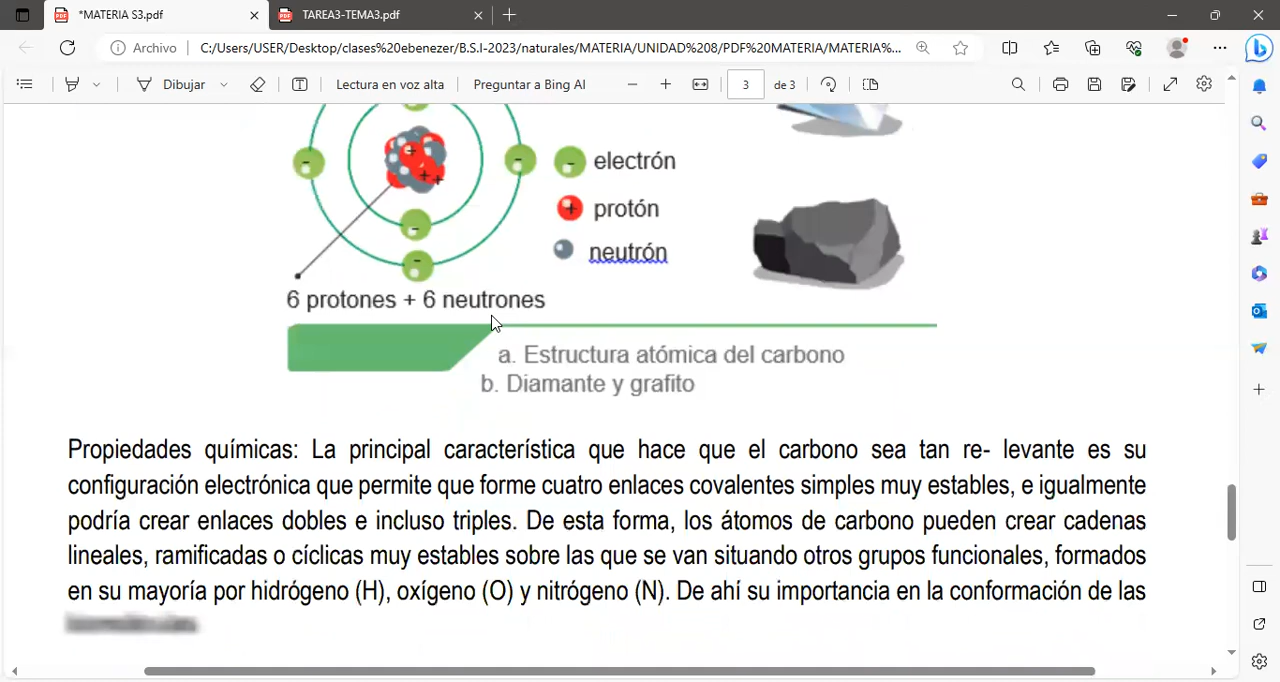 *MATERIA S3.pdf
TAREA3-TEMA3.pdf
Archivo C:/Users/USER/Desktop/clases%20ebenezer/B.S.I-2023/naturales/MATERIA/UNIDAD%208/PDF%20MATERIA/MATERIA%...
Dibujar Lectura en voz alta Preguntar a Bing AI 3 de 3
electrón
protón
neutrón
6 protones + 6 neutrones
a. Estructura atómica del carbono
b. Diamante y grafito
Propiedades químicas: La principal característica que hace que el carbono sea tan re- levante es su
configuración electrónica que permite que forme cuatro enlaces covalentes simples muy estables, e igualmente
podría crear enlaces dobles e incluso triples. De esta forma, los átomos de carbono pueden crear cadenas
lineales, ramificadas o cíclicas muy estables sobre las que se van situando otros grupos funcionales, formados
en su mayoría por hidrógeno (H), oxígeno (O) y nitrógeno (N). De ahí su importancia en la conformación de las